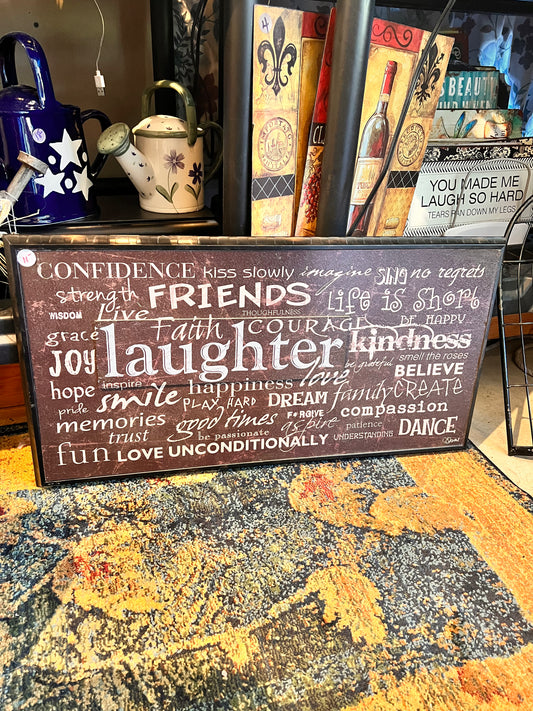 CONFIDENCE kiss slowly imagine SING no regrets
strength FRIENDS Life is Short
WISDOM Live THOUGHTFULNESS
grace Faith COURAGE BE HAPPY
JOY laughter kindness
smell the roses
hope inspire happiness love be grateful BELIEVE
pride smile PLAY HARD DREAM family CREATE
memories good times FORGIVE aspire patience compassion
trust be passionate UNDERSTANDING DANCE
fun LOVE UNCONDITIONALLY
YOU MADE ME
LAUGH SO HARD
TEARS RAN DOWN MY LEGS
BEAUTY